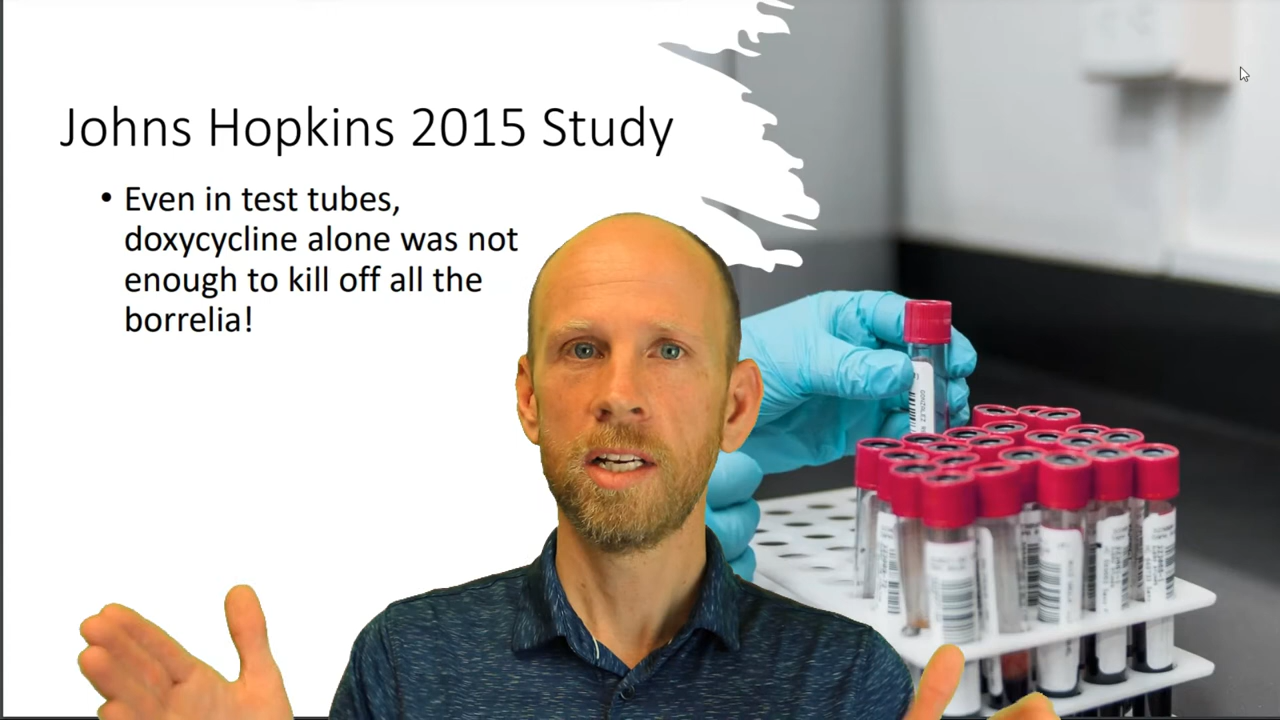 Johns Hopkins 2015 Study
• Even in test tubes,
doxycycline alone was not
enough to kill off all the
borrelia!